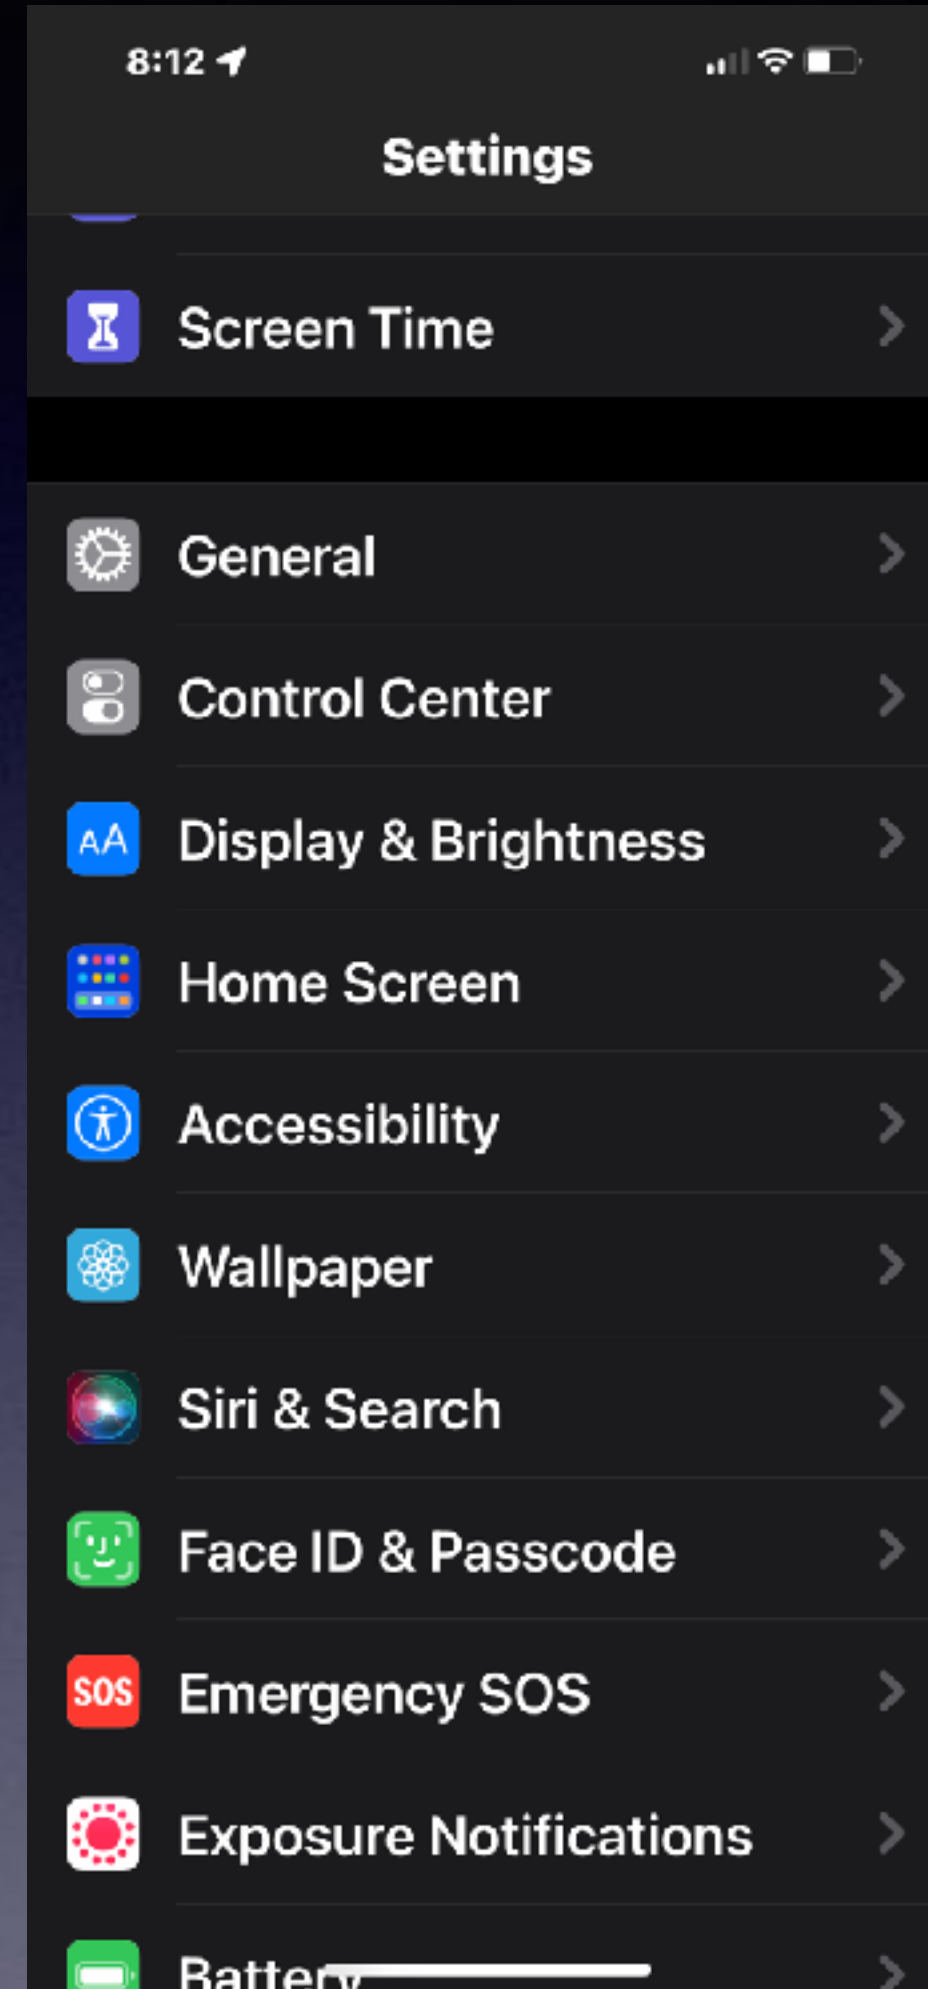 8:12
Settings
Screen Time
General
Control Center
AA Display & Brightness
Home Screen
Accessibility
Wallpaper
Siri & Search
Face ID & Passcode
SOS Emergency SOS
Exposure Notifications
Battery